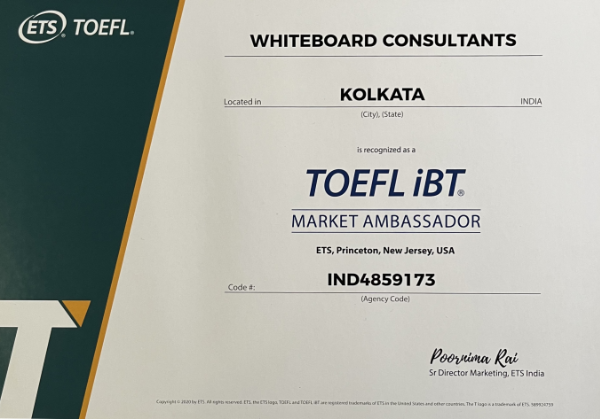 ETS® TOEFL®
WHITEBOARD CONSULTANTS
Located in KOLKATA INDIA
(City), (State)
is recognized as a
TOEFL iBT®
MARKET AMBASSADOR
ETS, Princeton, New Jersey, USA
Code #: IND4859173
(Agency Code)
Poornima Rai
Sr Director Marketing, ETS India
Copyright © 2020 by ETS. All rights reserved. ETS, the ETS logo, TOEFL and TOEFL iBT are registered trademarks of ETS in the United States and other countries. The T logo is a trademark of ETS.